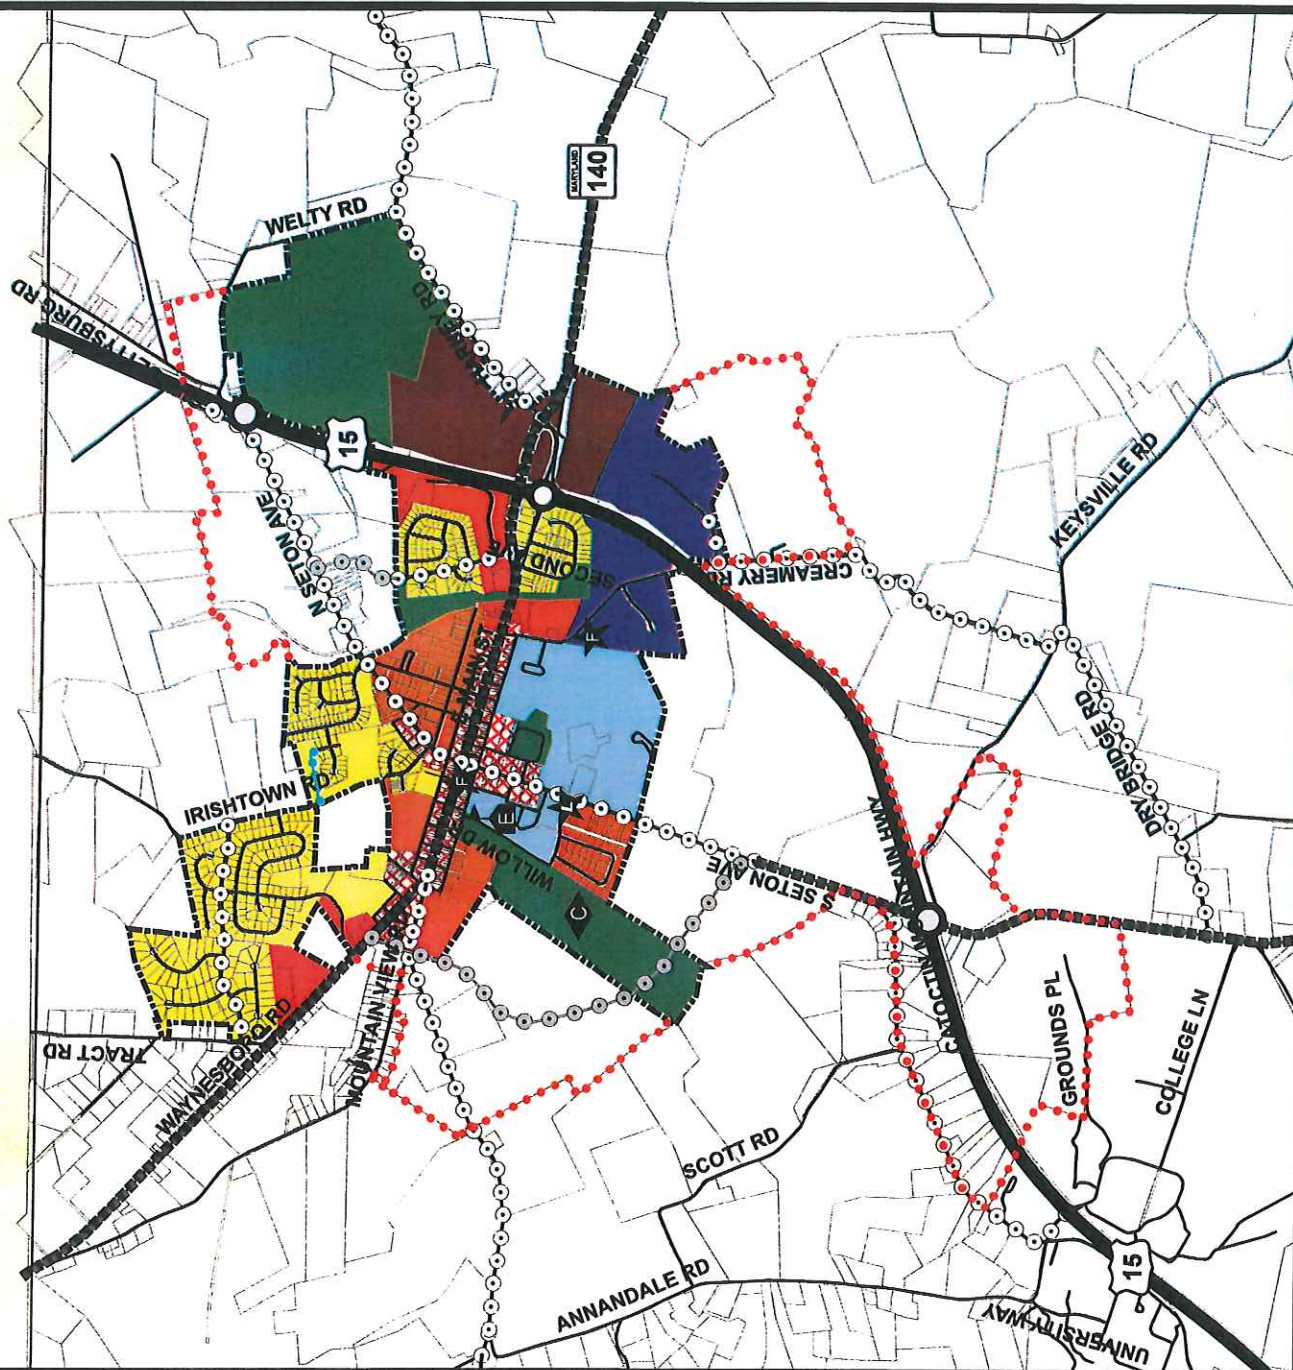 MARYLAND
140
WELTY RD
15
N SETON AVE
SECOND AVE
KEYSVILLE RD
CREAMERY RD
E MAIN ST
F
IRISHTOWN RD
F
DRY BRIDGE RD
WILLOW
E
S SETON AVE
C
TRACT RD
WAYNESBORO RD
MOUNTAIN VIEW
GROUNDS PL
COLLEGE LN
SCOTT RD
ANNANDALE RD
15
UNIVERSITY WAY